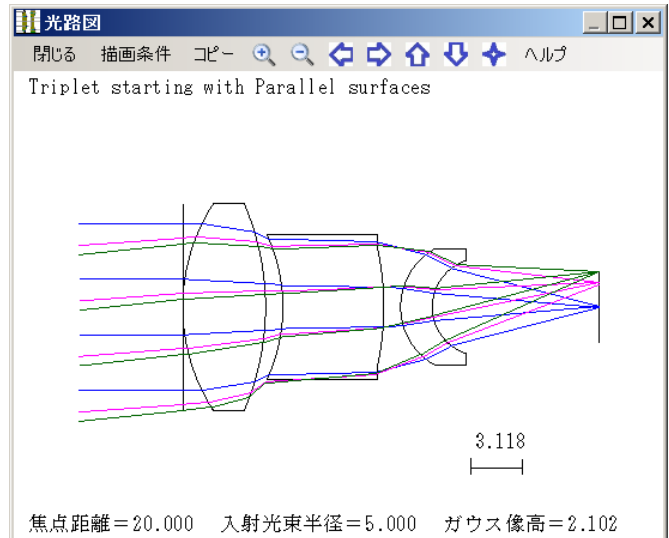 光路図
閉じる 描画条件 コピー ヘルプ
Triplet starting with Parallel surfaces
3.118
焦点距離＝20.000 入射光束半径＝5.000 ガウス像高＝2.102